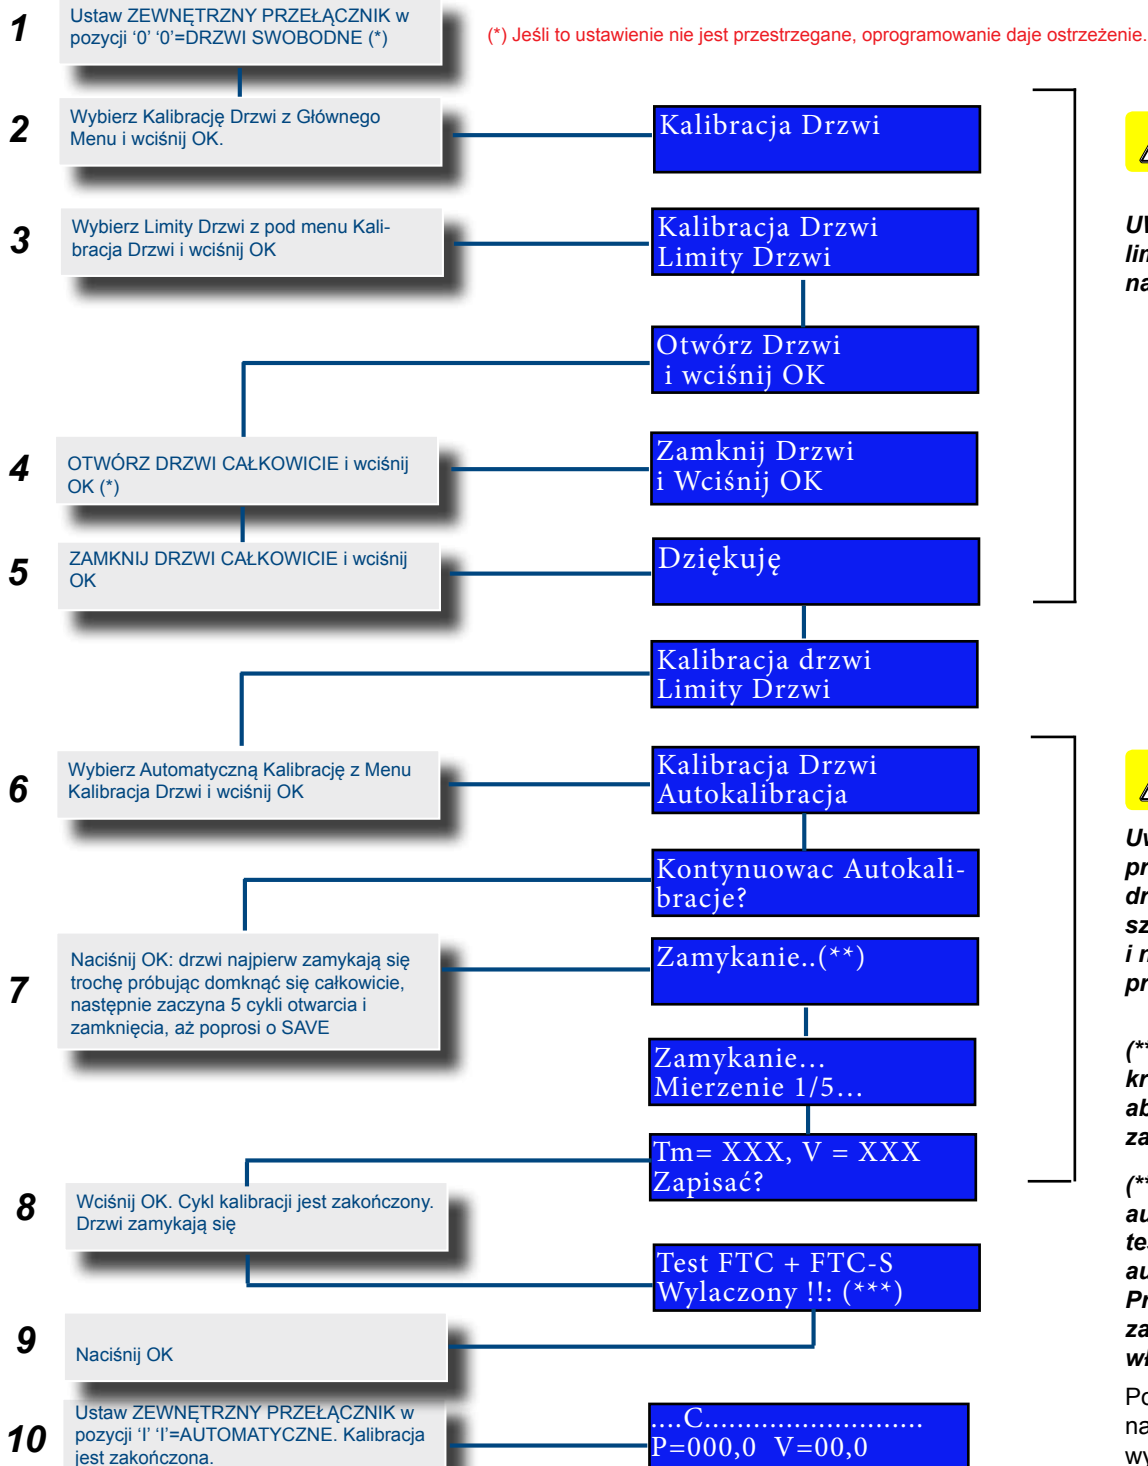 1
Ustaw ZEWNĘTRZNY PRZEŁĄCZNIK w
pozycji ‘0’ ‘0’=DRZWI SWOBODNE (*)
(*) Jeśli to ustawienie nie jest przestrzegane, oprogramowanie daje ostrzeżenie.
2
Wybierz Kalibrację Drzwi z Głównego
Menu i wciśnij OK.
Kalibracja Drzwi
3
Wybierz Limity Drzwi z pod menu Kali-
bracja Drzwi i wciśnij OK
Kalibracja Drzwi
Limity Drzwi
Otwórz Drzwi
i wciśnij OK
4
OTWÓRZ DRZWI CAŁKOWICIE i wciśnij
OK (*)
Zamknij Drzwi
i Wciśnij OK
5
ZAMKNIJ DRZWI CAŁKOWICIE i wciśnij
OK
Dziękuję
Kalibracja drzwi
Limity Drzwi
6
Wybierz Automatyczną Kalibrację z Menu
Kalibracja Drzwi i wciśnij OK
Kalibracja Drzwi
Autokalibracja
Kontynuowac Autokali-
bracje?
7
Naciśnij OK: drzwi najpierw zamykają się
trochę próbując domknąć się całkowicie,
następnie zaczyna 5 cykli otwarcia i
zamknięcia, aż poprosi o SAVE
Zamykanie..(**)
Zamykanie...
Mierzenie 1/5...
Tm= XXX, V = XXX
Zapisać?
8
Wciśnij OK. Cykl kalibracji jest zakończony.
Drzwi zamykają się
Test FTC + FTC-S
Wylaczony !!: (***)
9
Naciśnij OK
10
Ustaw ZEWNĘTRZNY PRZEŁĄCZNIK w
pozycji ‘I’ ‘I’=AUTOMATYCZNE. Kalibracja
jest zakończona.
....C...........................
P=000,0 V=00,0